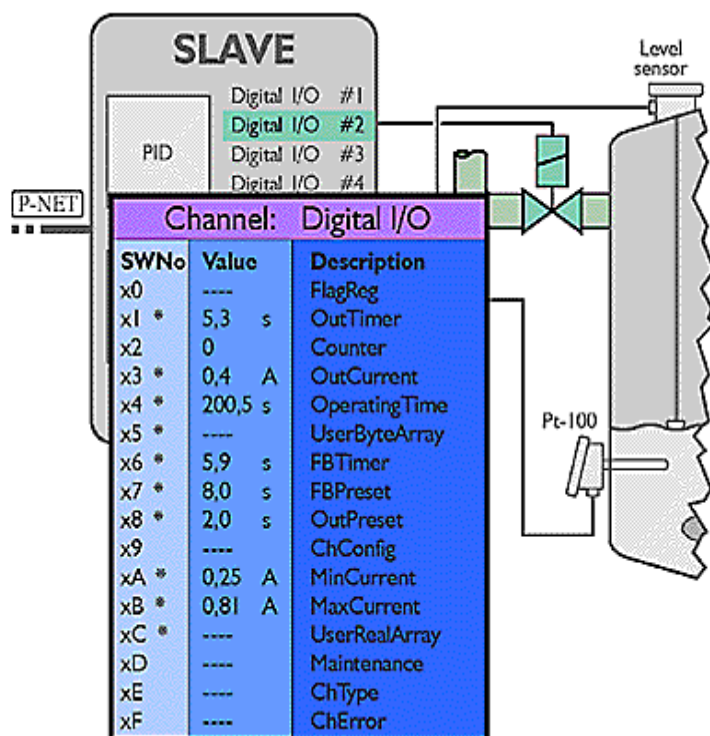 SLAVE
Digital I/O #1
Digital I/O #2
Digital I/O #3
Digital I/O #4
PID
P-NET
Level
sensor
Pt-100
Channel: Digital I/O
SWNo Value Description
x0 ---- FlagReg
x1 * 5,3 s OutTimer
x2 0 Counter
x3 * 0,4 A OutCurrent
x4 * 200,5 s OperatingTime
x5 * ---- UserByteArray
x6 * 5,9 s FBTimer
x7 * 8,0 s FBPreset
x8 * 2,0 s OutPreset
x9 ---- ChConfig
xA * 0,25 A MinCurrent
xB * 0,81 A MaxCurrent
xC * ---- UserRealArray
xD ---- Maintenance
xE ---- ChType
xF ---- ChError